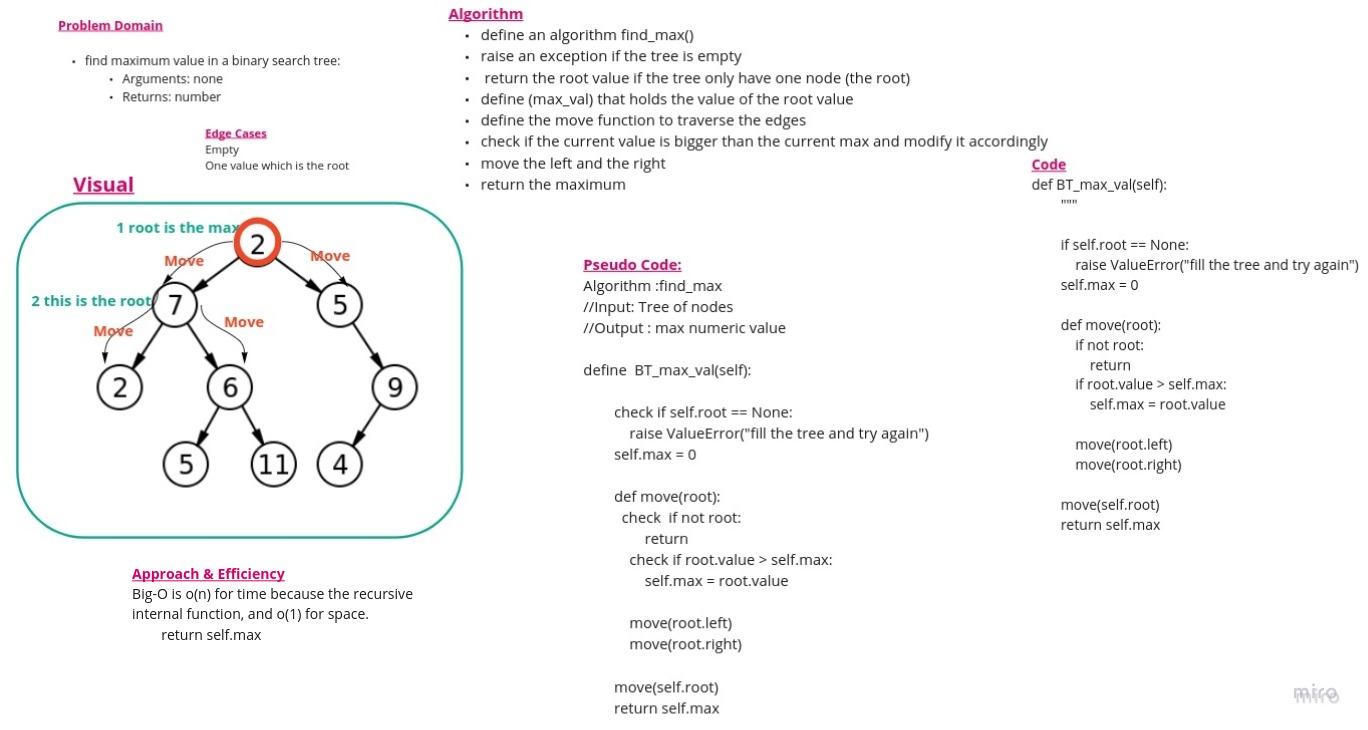 Problem Domain
• find maximum value in a binary search tree:
• Arguments: none
• Returns: number
Edge Cases
Empty
One value which is the root
Visual
1 root is the max
2
Move
Move
2 this is the root
7
5
Move
Move
2
6
9
5
11
4
Approach & Efficiency
Big-O is o(n) for time because the recursive
internal function, and o(1) for space.
return self.max
Algorithm
• define an algorithm find_max()
• raise an exception if the tree is empty
• return the root value if the tree only have one node (the root)
• define (max_val) that holds the value of the root value
• define the move function to traverse the edges
• check if the current value is bigger than the current max and modify it accordingly
• move the left and the right
• return the maximum
Pseudo Code:
Algorithm :find_max
//Input: Tree of nodes
//Output : max numeric value
define BT_max_val(self):
check if self.root == None:
raise ValueError("fill the tree and try again")
self.max = 0
def move(root):
check if not root:
return
check if root.value > self.max:
self.max = root.value
move(root.left)
move(root.right)
move(self.root)
return self.max
Code
def BT_max_val(self):
"""
if self.root == None:
raise ValueError("fill the tree and try again")
self.max = 0
def move(root):
if not root:
return
if root.value > self.max:
self.max = root.value
move(root.left)
move(root.right)
move(self.root)
return self.max
miro